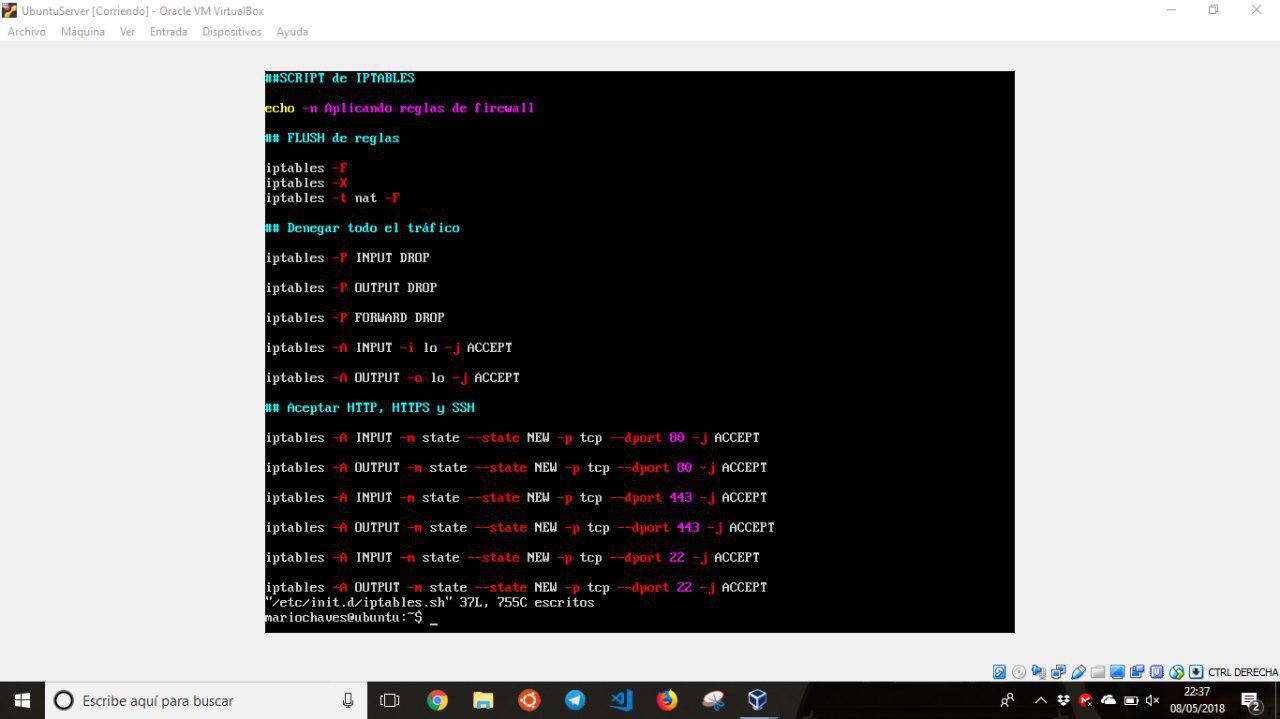 UbuntuServer [Corriendo] - Oracle VM VirtualBox
Archivo Máquina Ver Entrada Dispositivos Ayuda
##SCRIPT de IPTABLES
echo -n Aplicando reglas de firewall
## FLUSH de reglas
iptables -F
iptables -X
iptables -t nat -F
## Denegar todo el tráfico
iptables -P INPUT DROP
iptables -P OUTPUT DROP
iptables -P FORWARD DROP
iptables -A INPUT -i lo -j ACCEPT
iptables -A OUTPUT -o lo -j ACCEPT
## Aceptar HTTP, HTTPS y SSH
iptables -A INPUT -m state --state NEW -p tcp --dport 80 -j ACCEPT
iptables -A OUTPUT -m state --state NEW -p tcp --dport 80 -j ACCEPT
iptables -A INPUT -m state --state NEW -p tcp --dport 443 -j ACCEPT
iptables -A OUTPUT -m state --state NEW -p tcp --dport 443 -j ACCEPT
iptables -A INPUT -m state --state NEW -p tcp --dport 22 -j ACCEPT
iptables -A OUTPUT -m state --state NEW -p tcp --dport 22 -j ACCEPT
"/etc/init.d/iptables.sh" 37L, 755C escritos
mariochaves@ubuntu:~$ _
CTRL DERECHA
Escribe aquí para buscar
22:37
08/05/2018
2